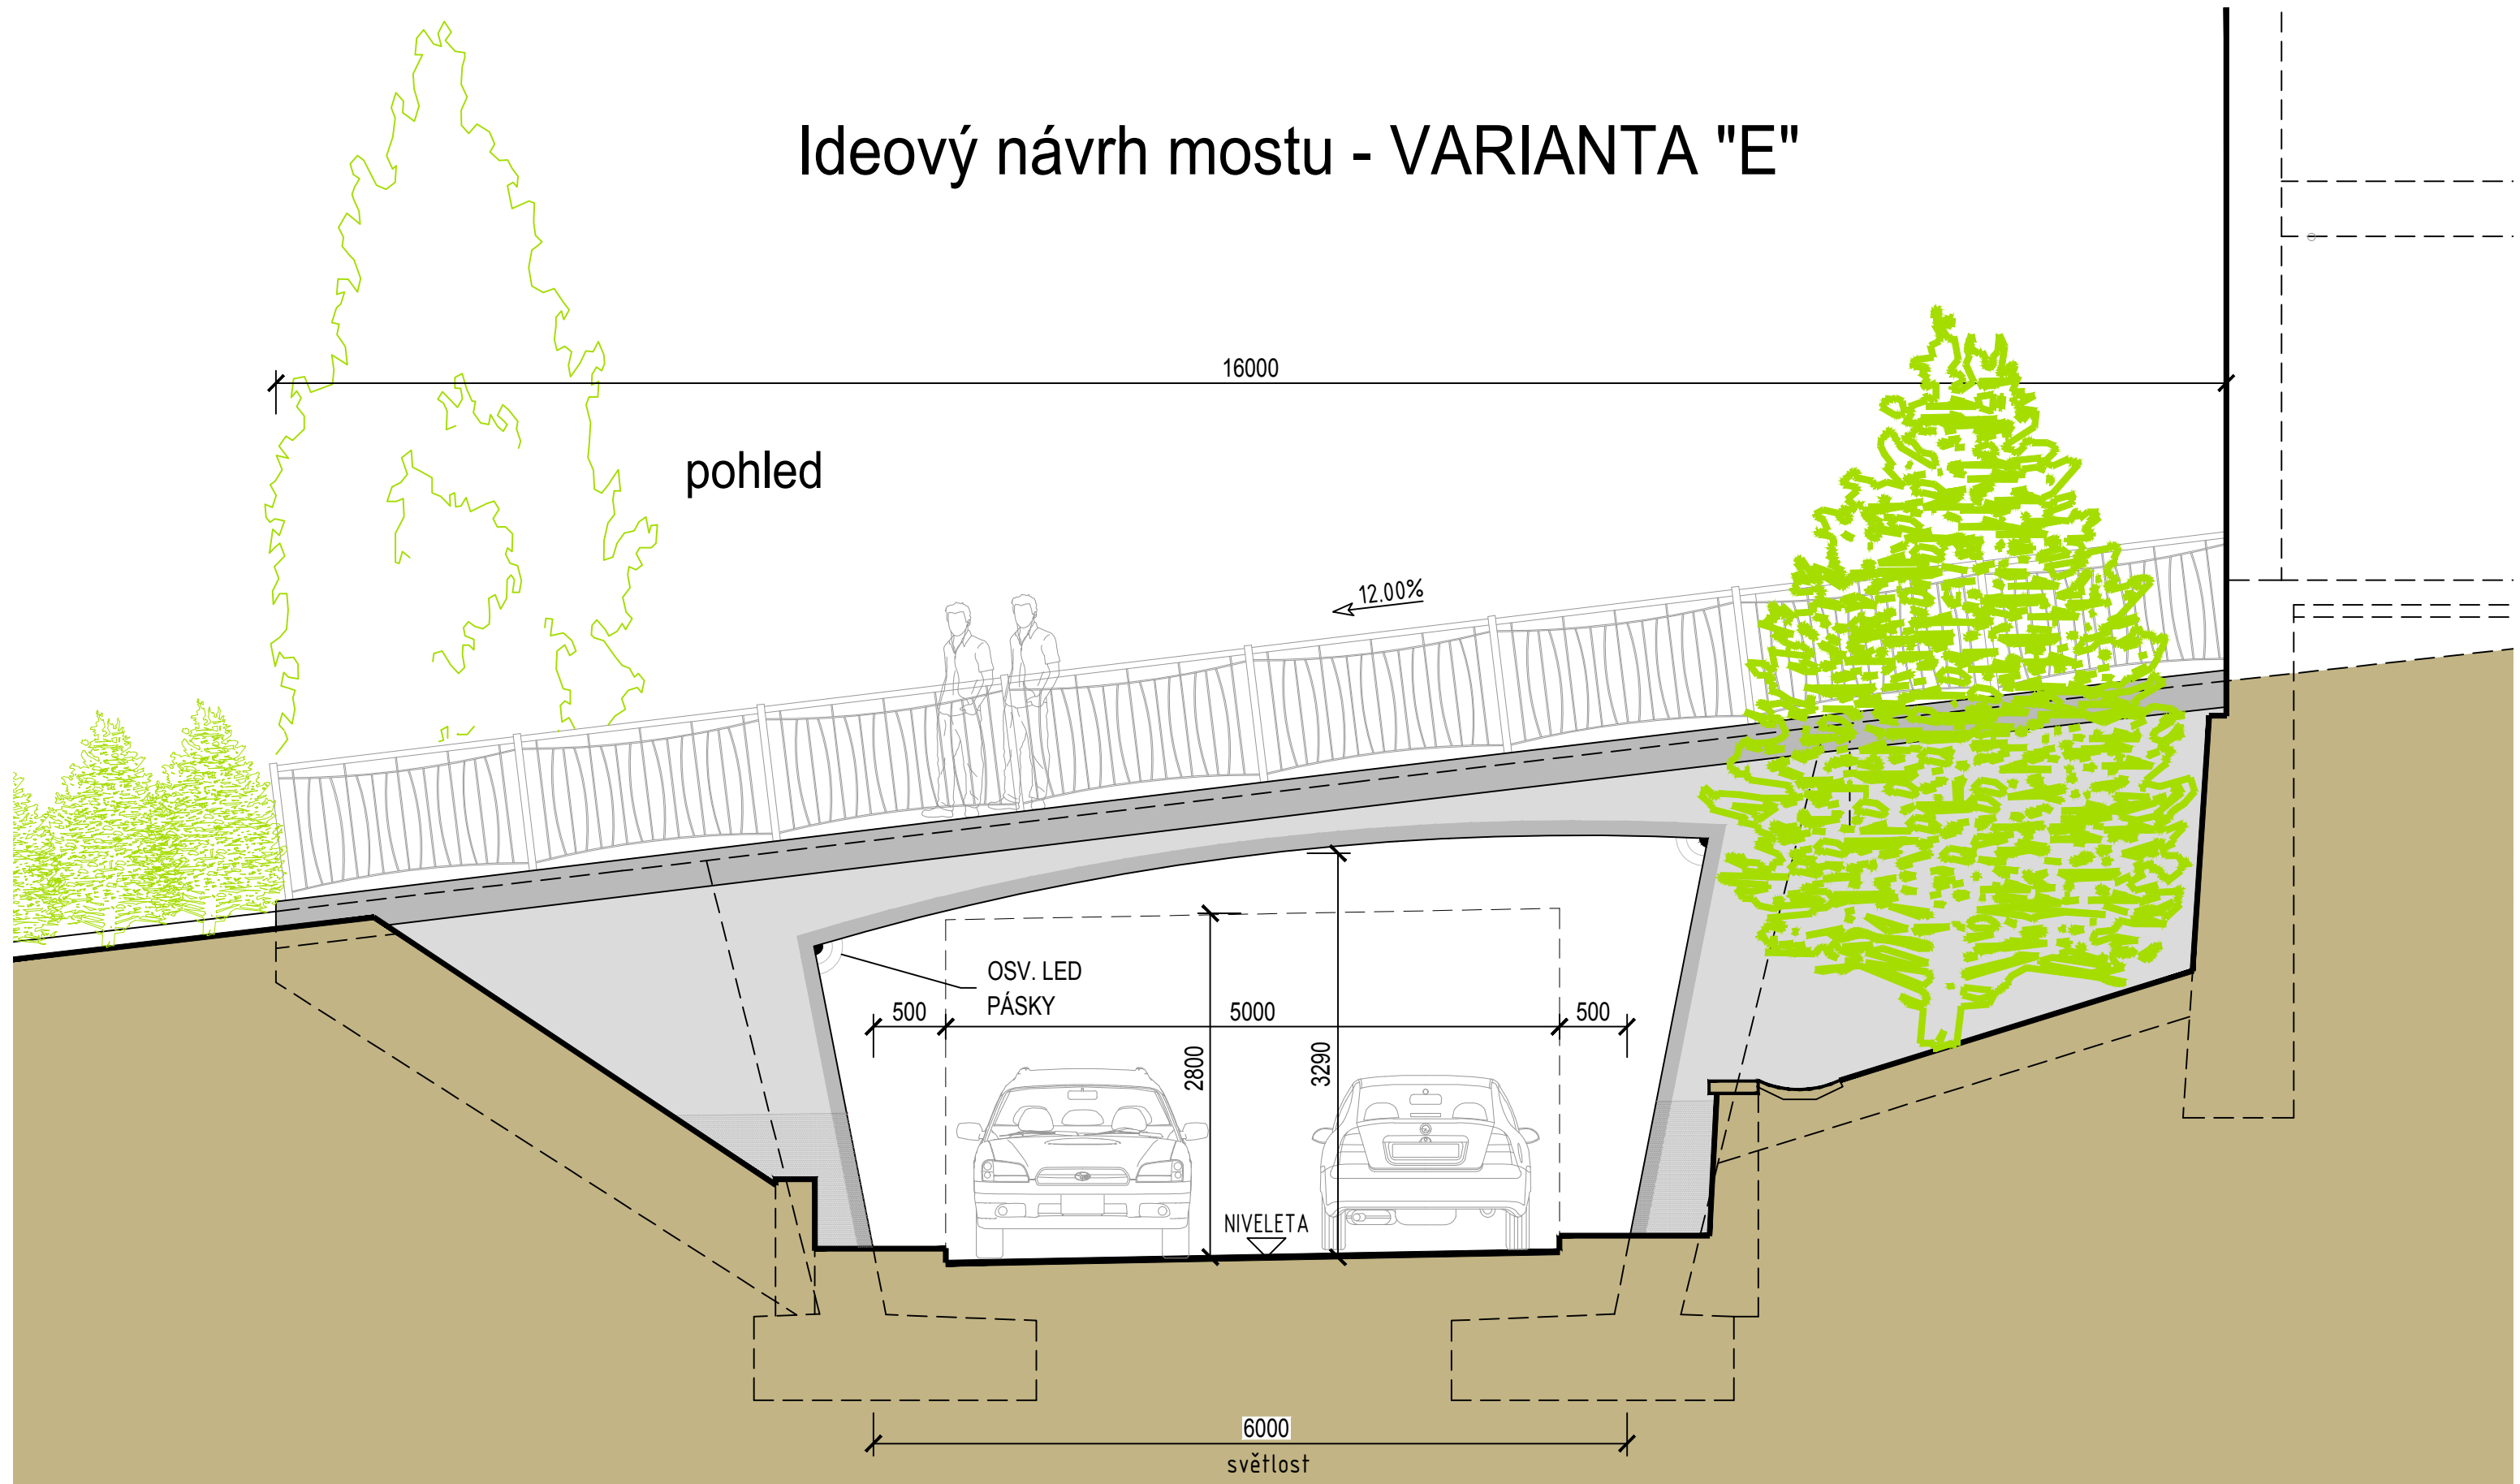 Ideový návrh mostu - VARIANTA "E"
16000
pohled
12.00%
OSV. LED
PÁSKY
500
5000
500
2800
3290
NIVELETA
6000
světlost